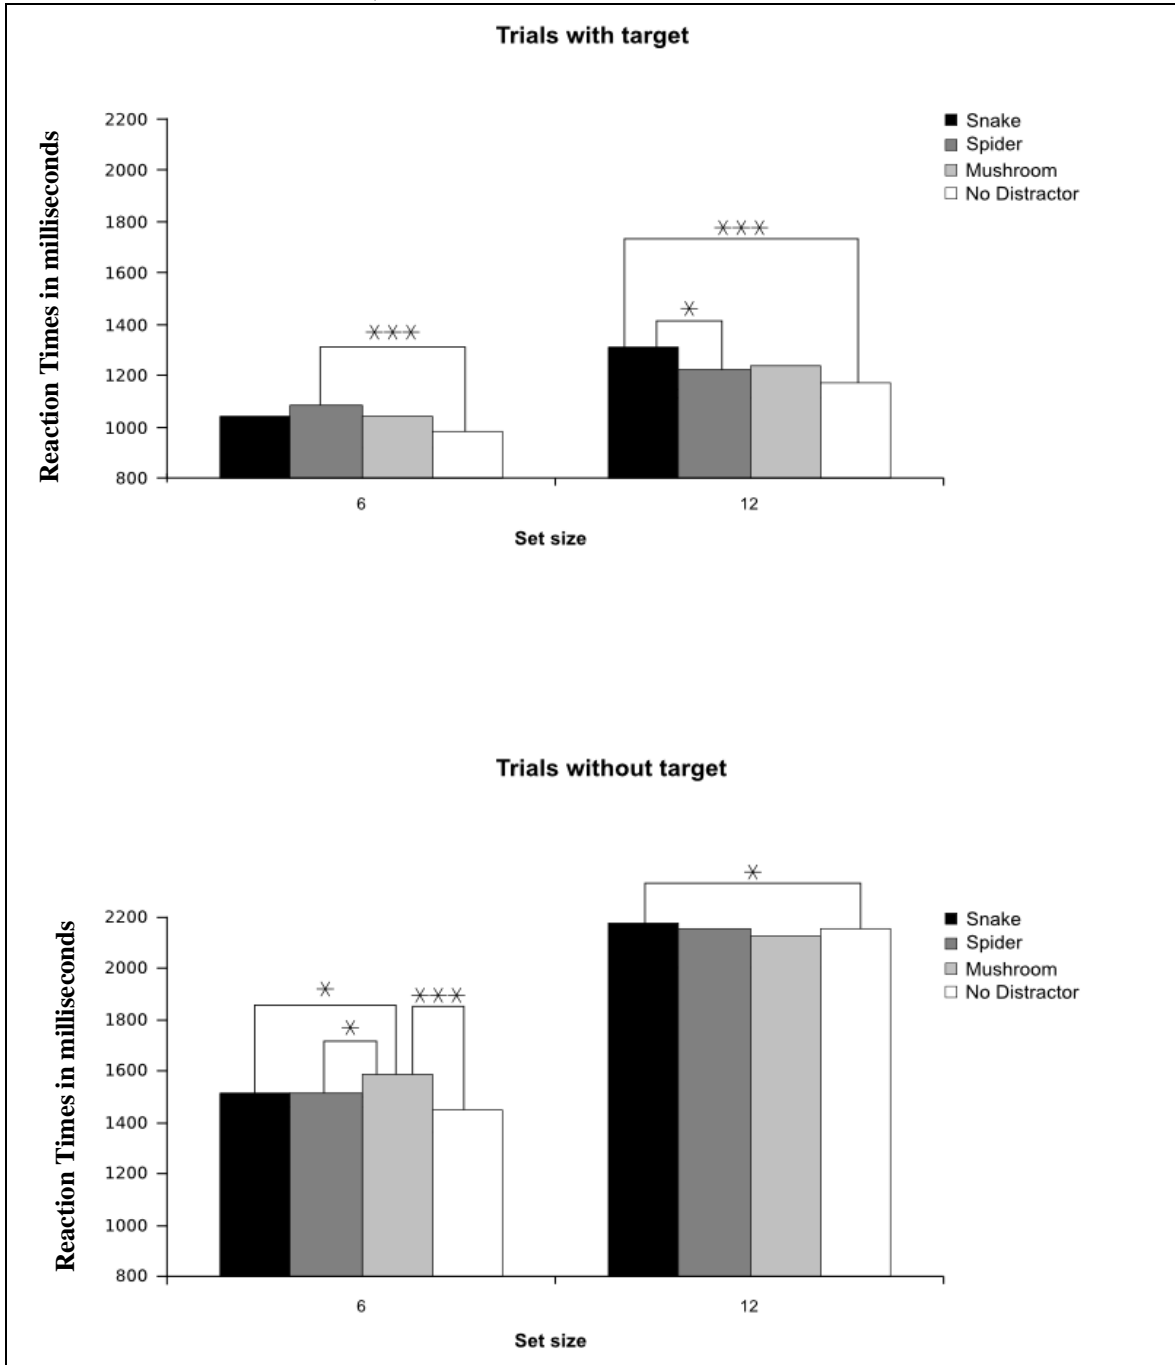 Trials with target
Reaction Times in milliseconds
2200
2000
1800
1600
1400
1200
1000
800
Snake
Spider
Mushroom
No Distractor
***
***
*
6
12
Set size
Trials without target
Reaction Times in milliseconds
2200
2000
1800
1600
1400
1200
1000
800
Snake
Spider
Mushroom
No Distractor
*
*
***
*
6
12
Set size